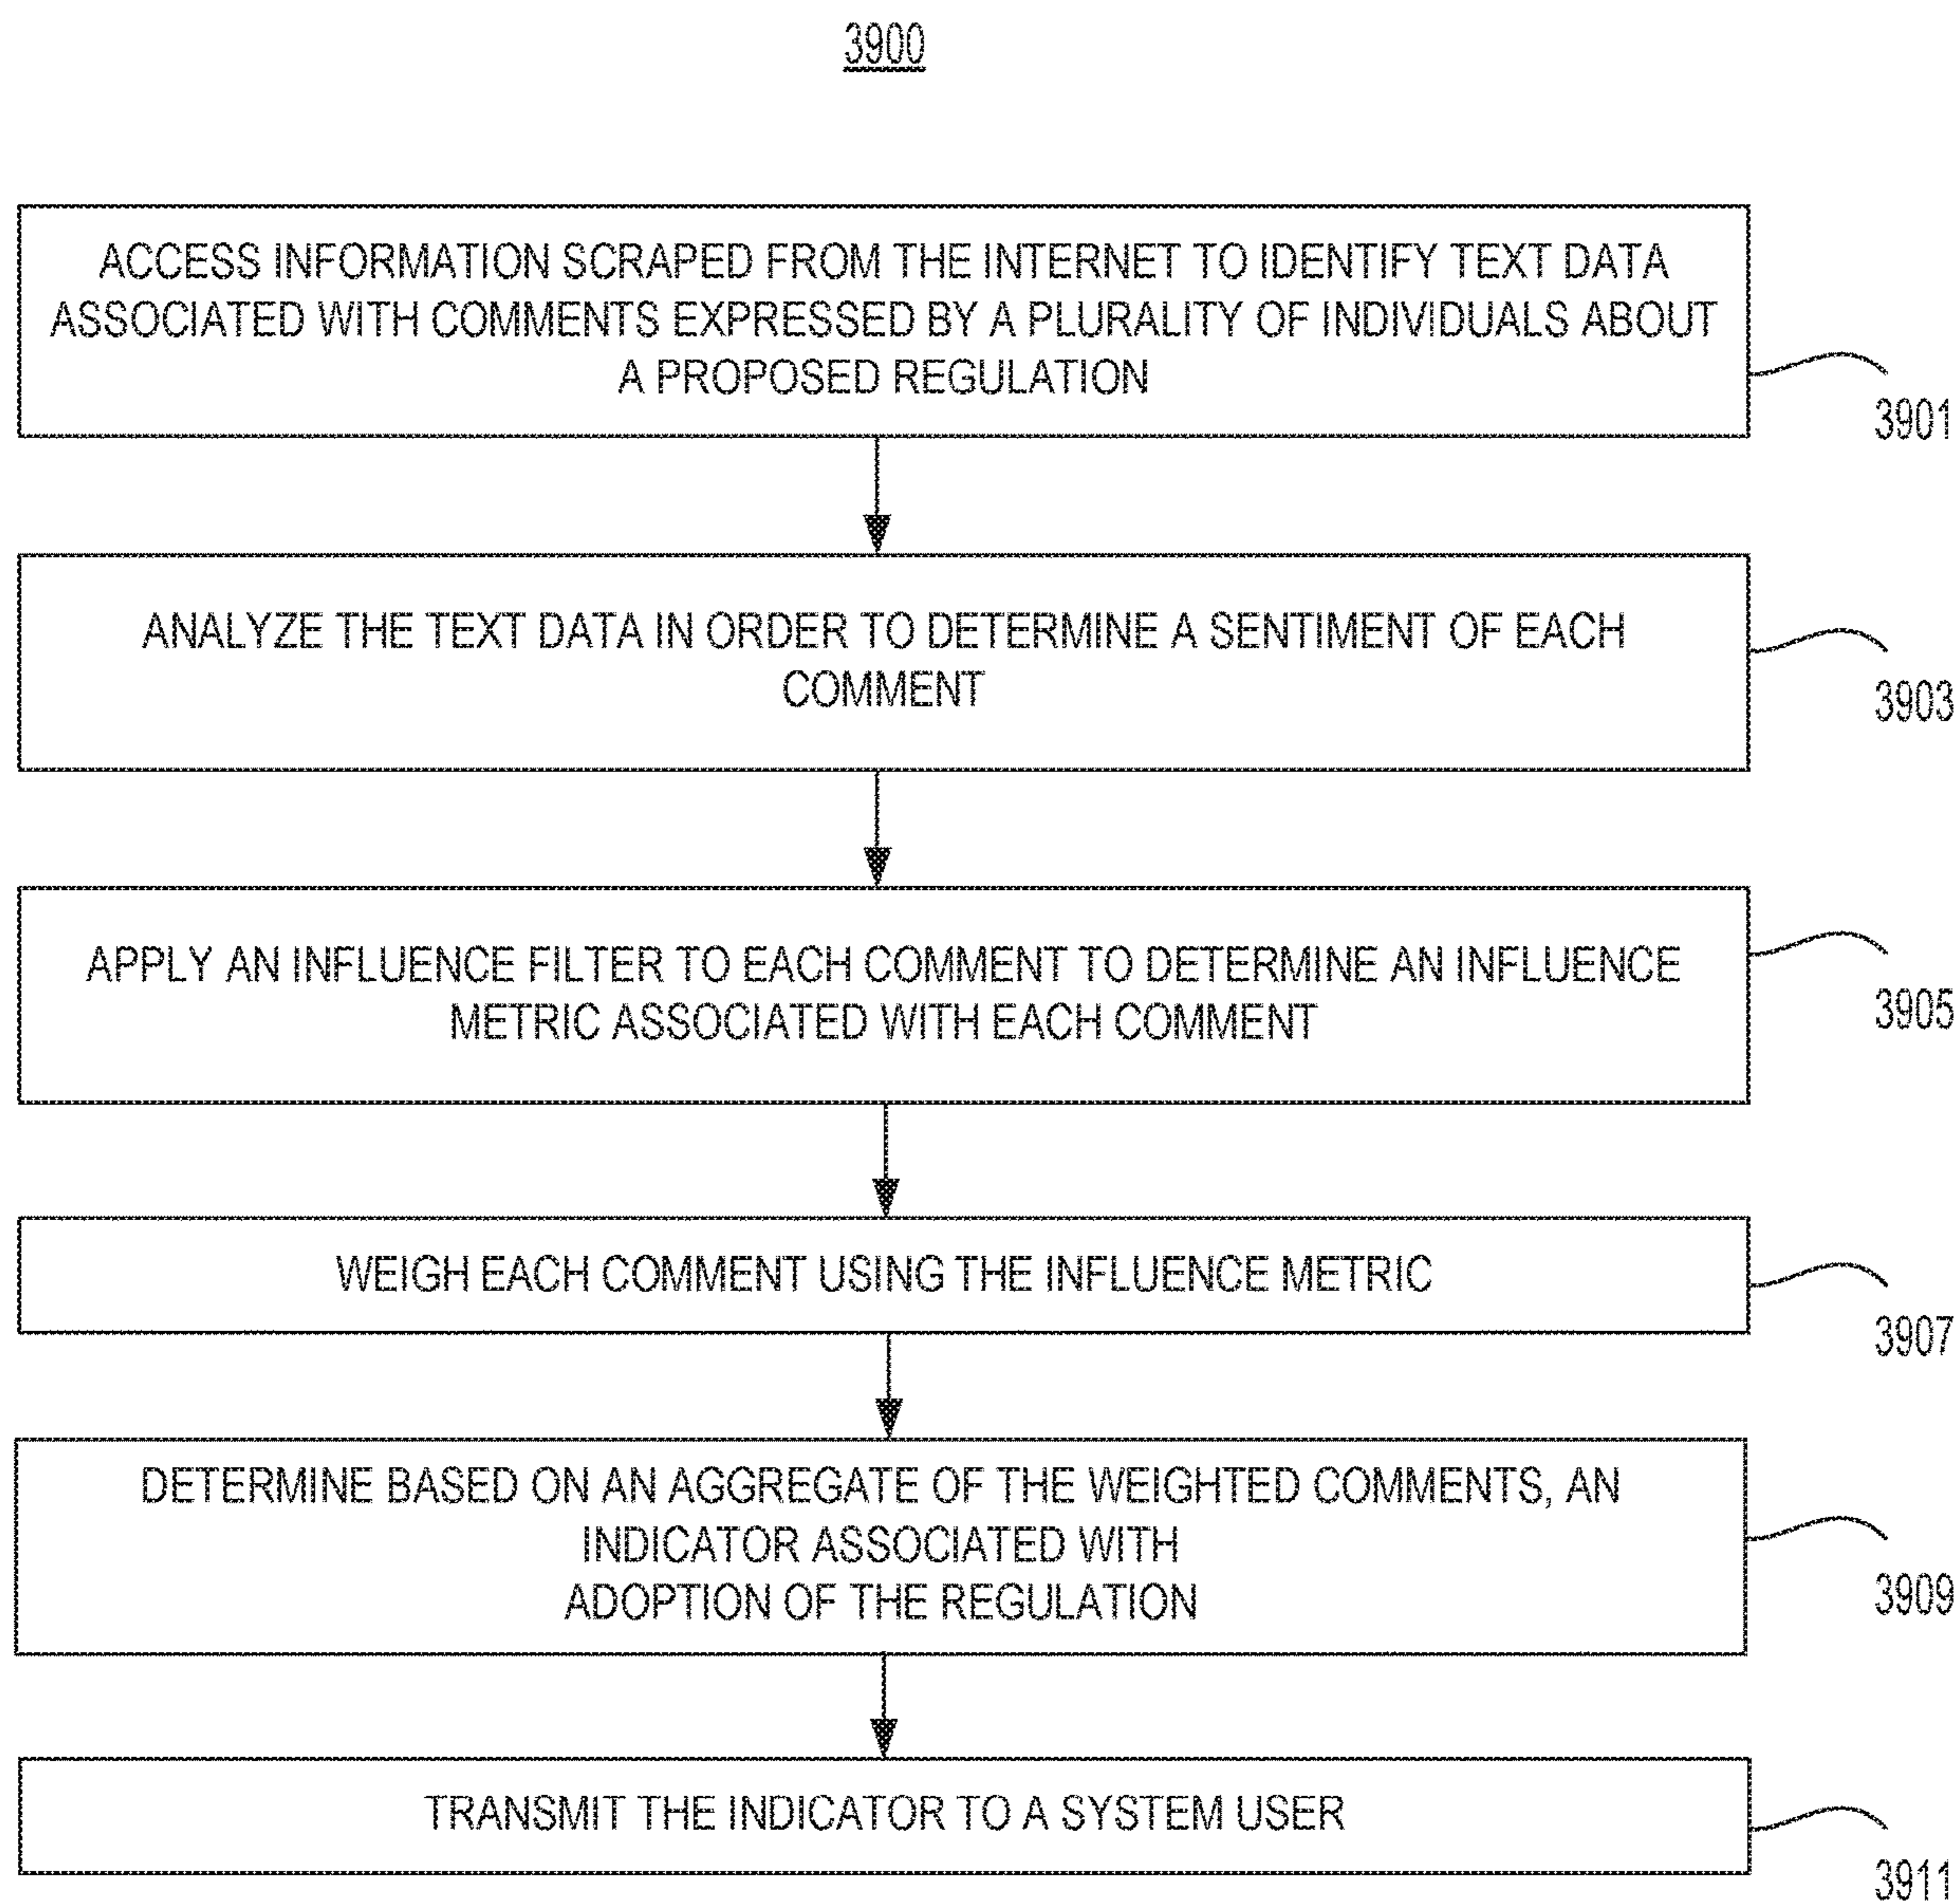 3900
ACCESS INFORMATION SCRAPED FROM THE INTERNET TO IDENTIFY TEXT DATA
ASSOCIATED WITH COMMENTS EXPRESSED BY A PLURALITY OF INDIVIDUALS ABOUT
A PROPOSED REGULATION
3901
ANALYZE THE TEXT DATA IN ORDER TO DETERMINE A SENTIMENT OF EACH
COMMENT
3903
APPLY AN INFLUENCE FILTER TO EACH COMMENT TO DETERMINE AN INFLUENCE
METRIC ASSOCIATED WITH EACH COMMENT
3905
WEIGH EACH COMMENT USING THE INFLUENCE METRIC
3907
DETERMINE BASED ON AN AGGREGATE OF THE WEIGHTED COMMENTS, AN
INDICATOR ASSOCIATED WITH
ADOPTION OF THE REGULATION
3909
TRANSMIT THE INDICATOR TO A SYSTEM USER
3911